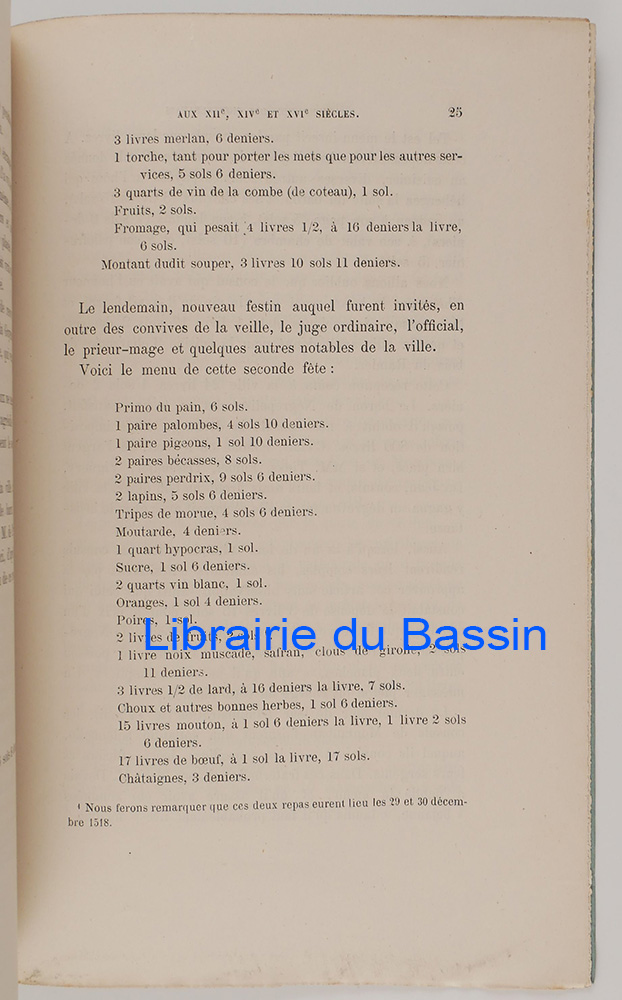 AUX XIIe, XIVe ET XVIe SIÈCLES. 25
3 livres merlan, 6 deniers.
1 torche, tant pour porter les mets que pour les autres ser-
vices, 5 sols 6 deniers.
3 quarts de vin de la combe (de coteau), 1 sol.
Fruits, 2 sols.
Fromage, qui pesait 4 livres 1/2, à 16 deniers la livre,
6 sols.
Montant dudit souper, 3 livres 10 sols 11 deniers.
Le lendemain, nouveau festin auquel furent invités, en
outre des convives de la veille, le juge ordinaire, l'official,
le prieur-mage et quelques autres notables de la ville.
Voici le menu de cette seconde fête :
Primo du pain, 6 sols.
1 paire palombes, 4 sols 10 deniers.
1 paire pigeons, 1 sol 10 deniers.
2 paires bécasses, 8 sols.
2 paires perdrix, 9 sols 6 deniers.
2 lapins, 5 sols 6 deniers.
Tripes de morue, 4 sols 6 deniers.
Moutarde, 4 deniers.
1 quart hypocras, 1 sol.
Sucre, 1 sol 6 deniers.
2 quarts vin blanc, 1 sol.
Oranges, 1 sol 4 deniers.
Poires, 1 sol.
2 livres de fruits, 2 sols.
Librairie du Bassin
1 livre noix muscade, safran, clous de girofle, 2 sols
11 deniers.
3 livres 1/2 de lard, à 16 deniers la livre, 7 sols.
Choux et autres bonnes herbes, 1 sol 6 deniers.
15 livres mouton, à 1 sol 6 deniers la livre, 1 livre 2 sols
6 deniers.
17 livres de bœuf, à 1 sol la livre, 17 sols.
Châtaignes, 3 deniers.
1 Nous ferons remarquer que ces deux repas eurent lieu les 29 et 30 décem-
bre 1518.